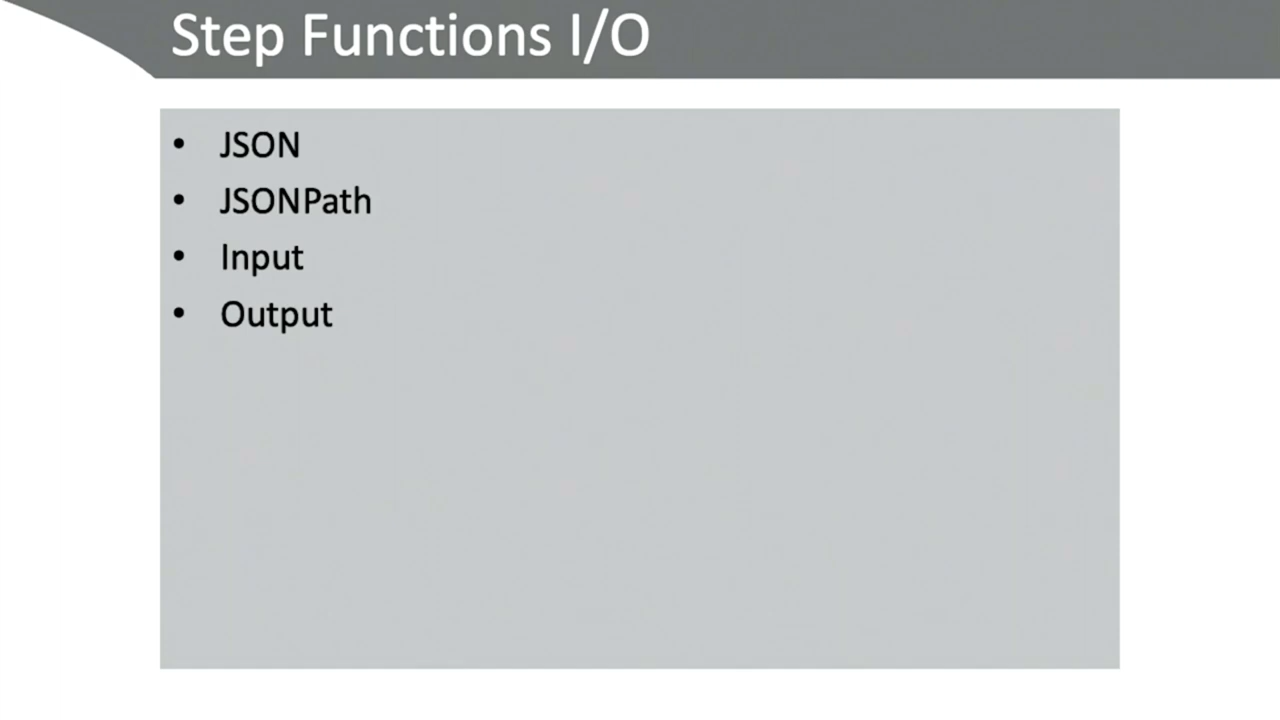 Step Functions I/O
• JSON
• JSONPath
• Input
• Output